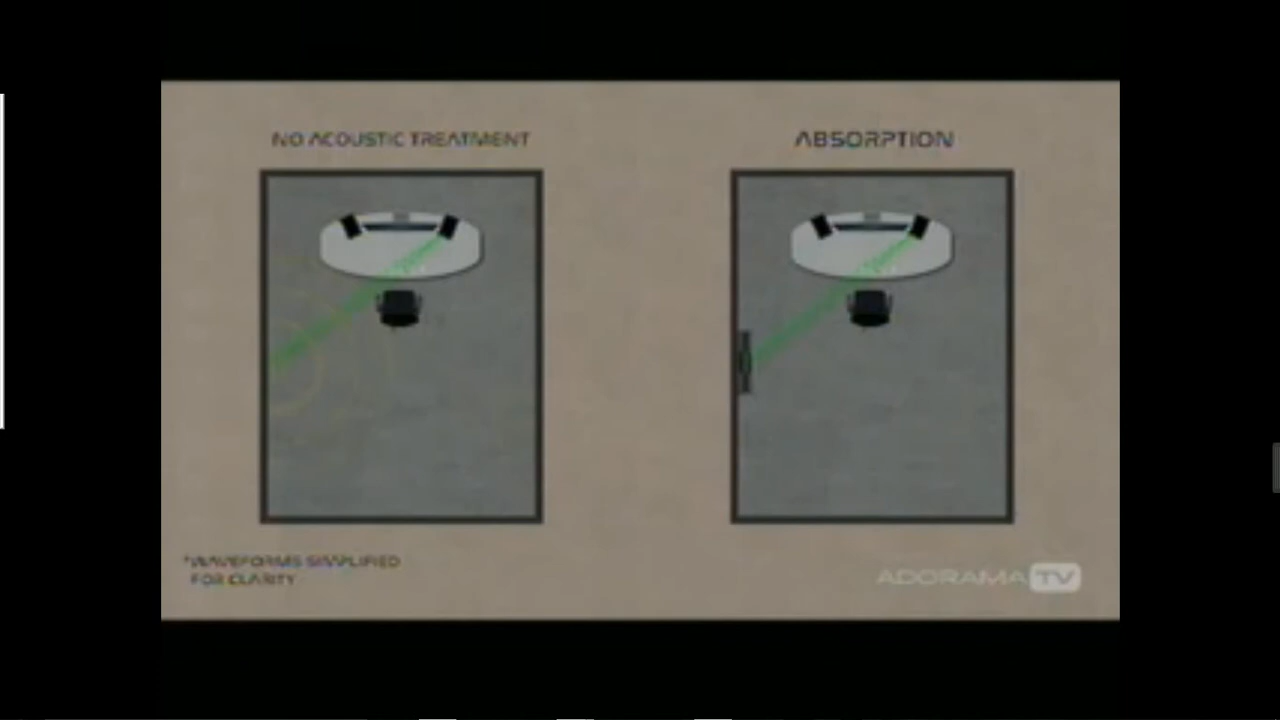 NO ACOUSTIC TREATMENT
ABSORPTION
*WAVEFORMS SIMPLIFIED
FOR CLARITY
ADORAMA TV